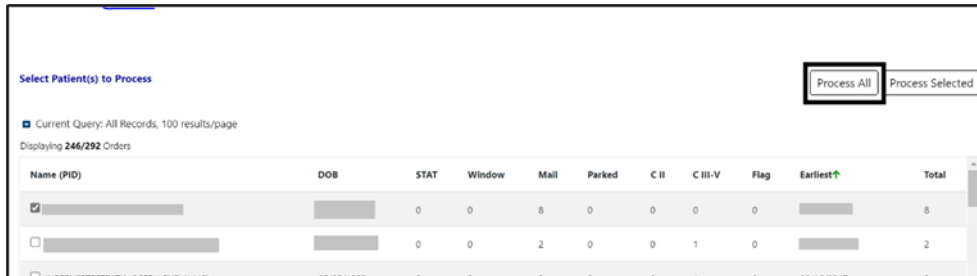 Select Patient(s) to Process
Process All Process Selected
Current Query: All Records, 100 results/page
Displaying 246/292 Orders
Name (PID) DOB STAT Window Mail Parked C II C III-V Flag Earliest Total
0 0 8 0 0 0 0 8
0 0 2 0 0 1 0 2